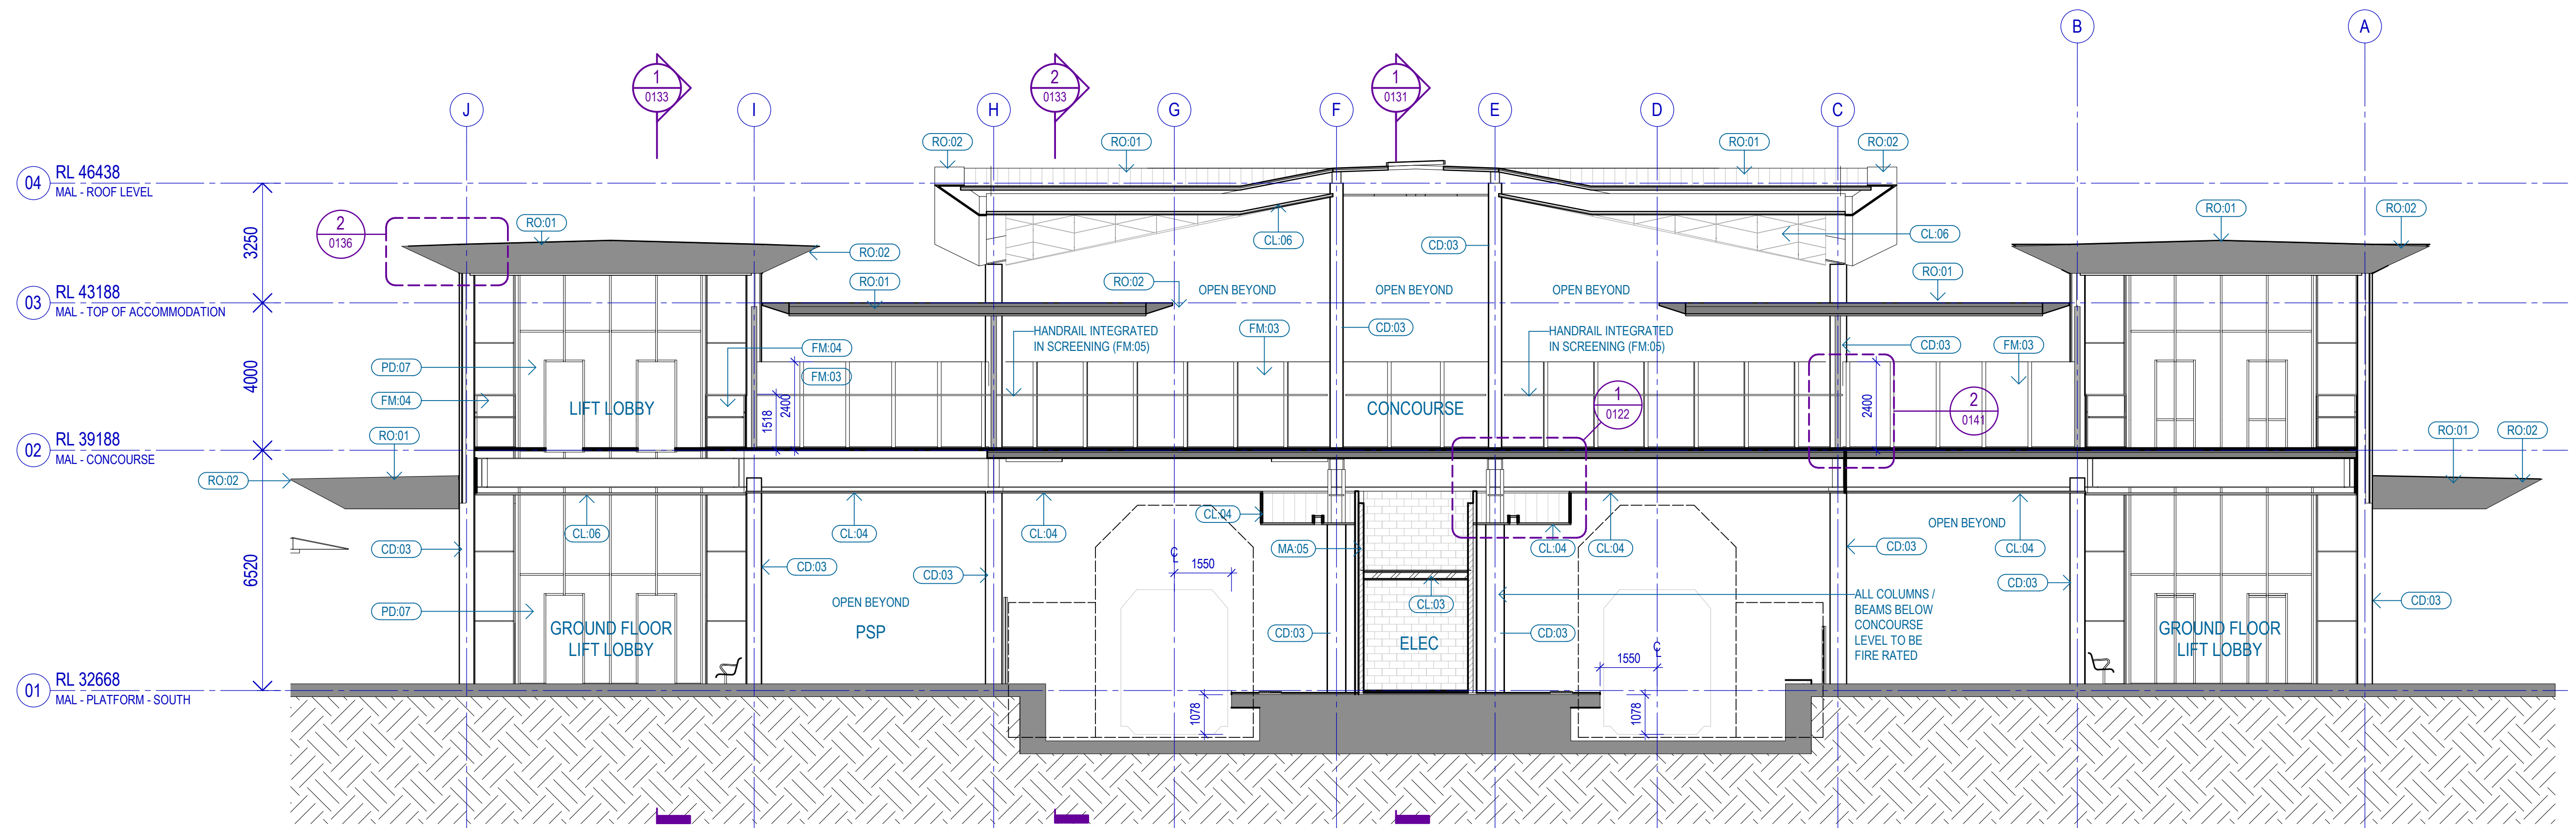 B
A
1
0133
2
0133
1
0131
J
I
H
G
F
E
D
C
RO:02
RO:01
RO:01
RO:02
04
RL 46438
MAL - ROOF LEVEL
2
0136
RO:01
RO:01
RO:02
3250
CL:06
CD:03
CL:06
RO:02
RO:01
RO:02
RO:01
OPEN BEYOND
OPEN BEYOND
OPEN BEYOND
03
RL 43188
MAL - TOP OF ACCOMMODATION
HANDRAIL INTEGRATED
IN SCREENING (FM:05)
FM:03
CD:03
HANDRAIL INTEGRATED
IN SCREENING (FM:05)
CD:03
FM:03
FM:04
PD:07
FM:03
4000
FM:04
LIFT LOBBY
1518
2400
CONCOURSE
1
0122
2400
2
0141
02
RL 39188
MAL - CONCOURSE
RO:01
RO:01
RO:02
RO:02
CL:04
CL:06
CL:04
CL:04
CL:04
CL:04
OPEN BEYOND
CL:04
CD:03
MA:05
CD:03
6520
CD:03
CD:03
℄
1550
CD:03
CD:03
OPEN BEYOND
PSP
CL:03
ALL COLUMNS /
BEAMS BELOW
CONCOURSE
LEVEL TO BE
FIRE RATED
PD:07
GROUND FLOOR
LIFT LOBBY
CD:03
ELEC
CD:03
℄
1550
GROUND FLOOR
LIFT LOBBY
01
RL 32668
MAL - PLATFORM - SOUTH
1078
1078